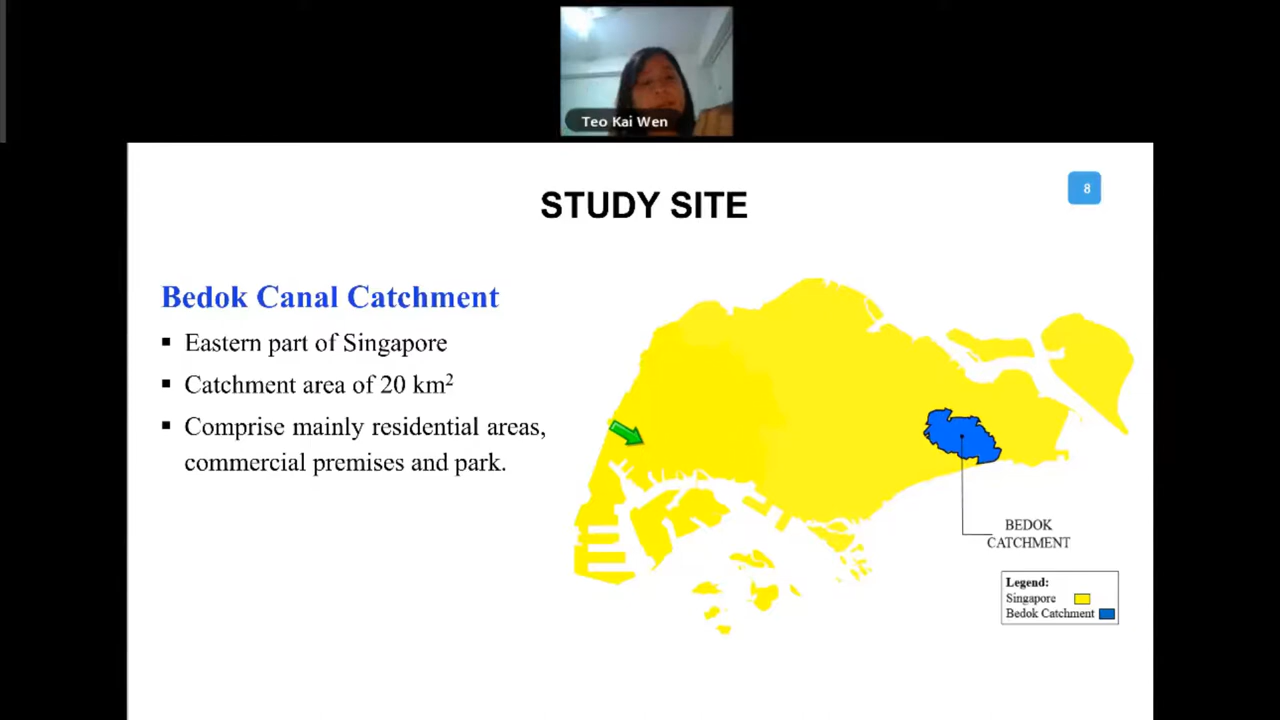 Teo Kai Wen
8
STUDY SITE
Bedok Canal Catchment
▪ Eastern part of Singapore
▪ Catchment area of 20 km²
▪ Comprise mainly residential areas,
commercial premises and park.
BEDOK
CATCHMENT
Legend:
Singapore
Bedok Catchment